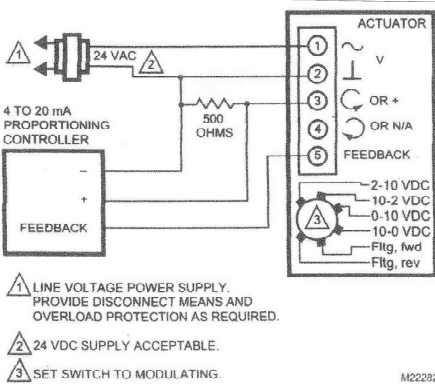 ACTUATOR
1
24 VAC
2
1
V
2
3
OR +
4 TO 20 mA
PROPORTIONING
CONTROLLER
500
OHMS
4
OR N/A
5
FEEDBACK
–
+
FEEDBACK
2-10 VDC
10-2 VDC
0-10 VDC
10-0 VDC
Fltg, fwd
Fltg, rev
3
1 LINE VOLTAGE POWER SUPPLY.
PROVIDE DISCONNECT MEANS AND
OVERLOAD PROTECTION AS REQUIRED.
2 24 VDC SUPPLY ACCEPTABLE.
3 SET SWITCH TO MODULATING.